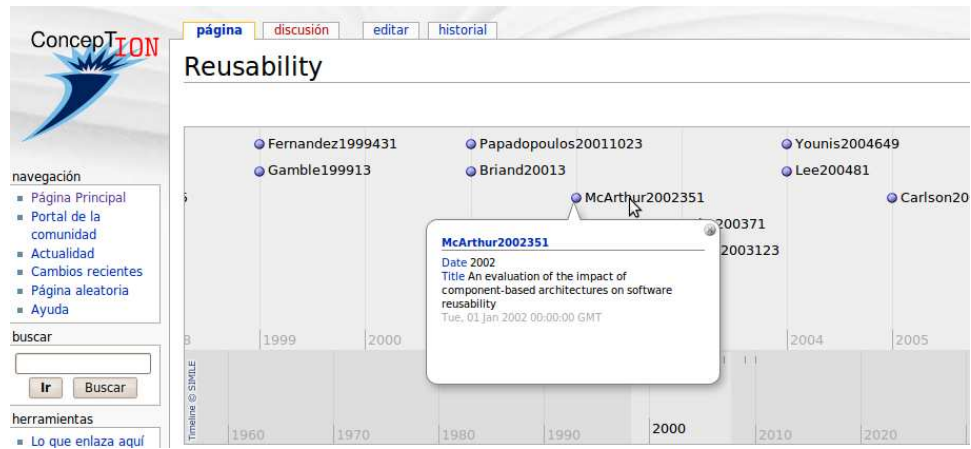 ConcepTION
página
discusión
editar
historial
Reusability
navegación
Página Principal
Portal de la
comunidad
Actualidad
Cambios recientes
Página aleatoria
Ayuda
buscar
Ir
Buscar
herramientas
Lo que enlaza aquí
Fernandez1999431
Papadopoulos20011023
Younis2004649
Gamble199913
Briand20013
Lee200481
McArthur2002351
Carlson20
200371
2003123
McArthur2002351
Date 2002
Title An evaluation of the impact of
component-based architectures on software
reusability
Tue, 01 Jan 2002 00:00:00 GMT
1999
2000
2004
2005
Timeline © SIMILE
1960
1970
1980
1990
2000
2010
2020